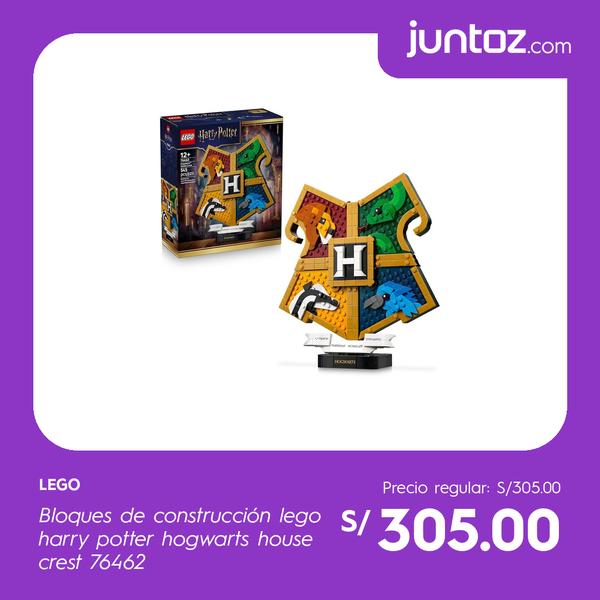 juntoz.com
LEGO
Harry Potter
12+
H
H
HOGWARTS
LEGO
Bloques de construcción lego
harry potter hogwarts house
crest 76462
Precio regular: S/305.00
S/ 305.00